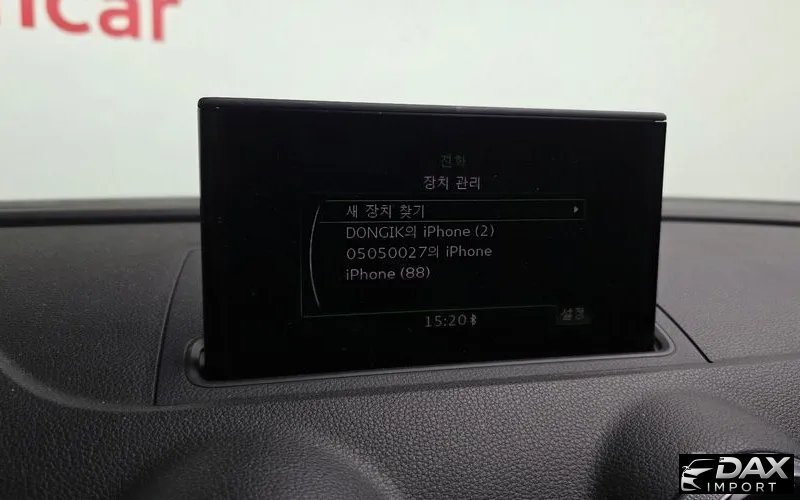 Car
전화
장치 관리
새 장치 찾기
DONGIK의 iPhone (2)
05050027의 iPhone
iPhone (88)
15:20
설정
DAX
IMPORT